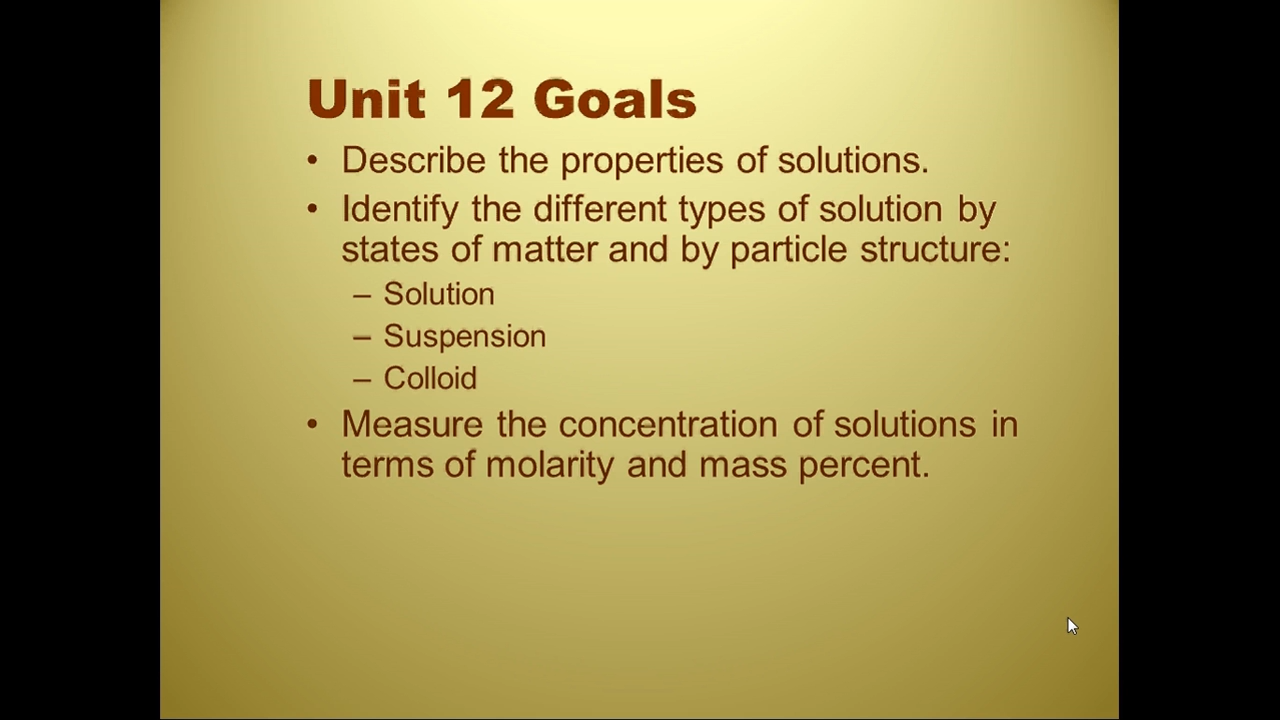 Unit 12 Goals
• Describe the properties of solutions.
• Identify the different types of solution by
states of matter and by particle structure:
– Solution
– Suspension
– Colloid
• Measure the concentration of solutions in
terms of molarity and mass percent.